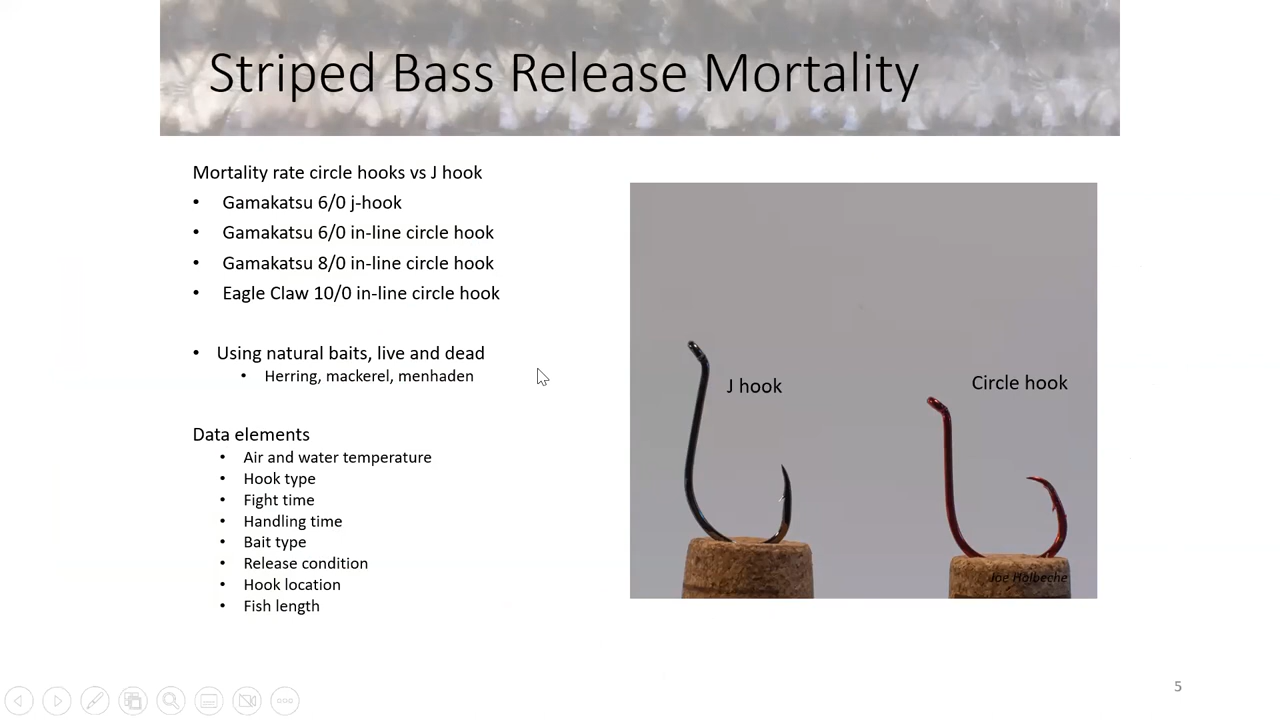 Striped Bass Release Mortality
Mortality rate circle hooks vs J hook
• Gamakatsu 6/0 j-hook
• Gamakatsu 6/0 in-line circle hook
• Gamakatsu 8/0 in-line circle hook
• Eagle Claw 10/0 in-line circle hook
• Using natural baits, live and dead
• Herring, mackerel, menhaden
Data elements
• Air and water temperature
• Hook type
• Fight time
• Handling time
• Bait type
• Release condition
• Hook location
• Fish length
J hook
Circle hook
Joe Holbeche
5